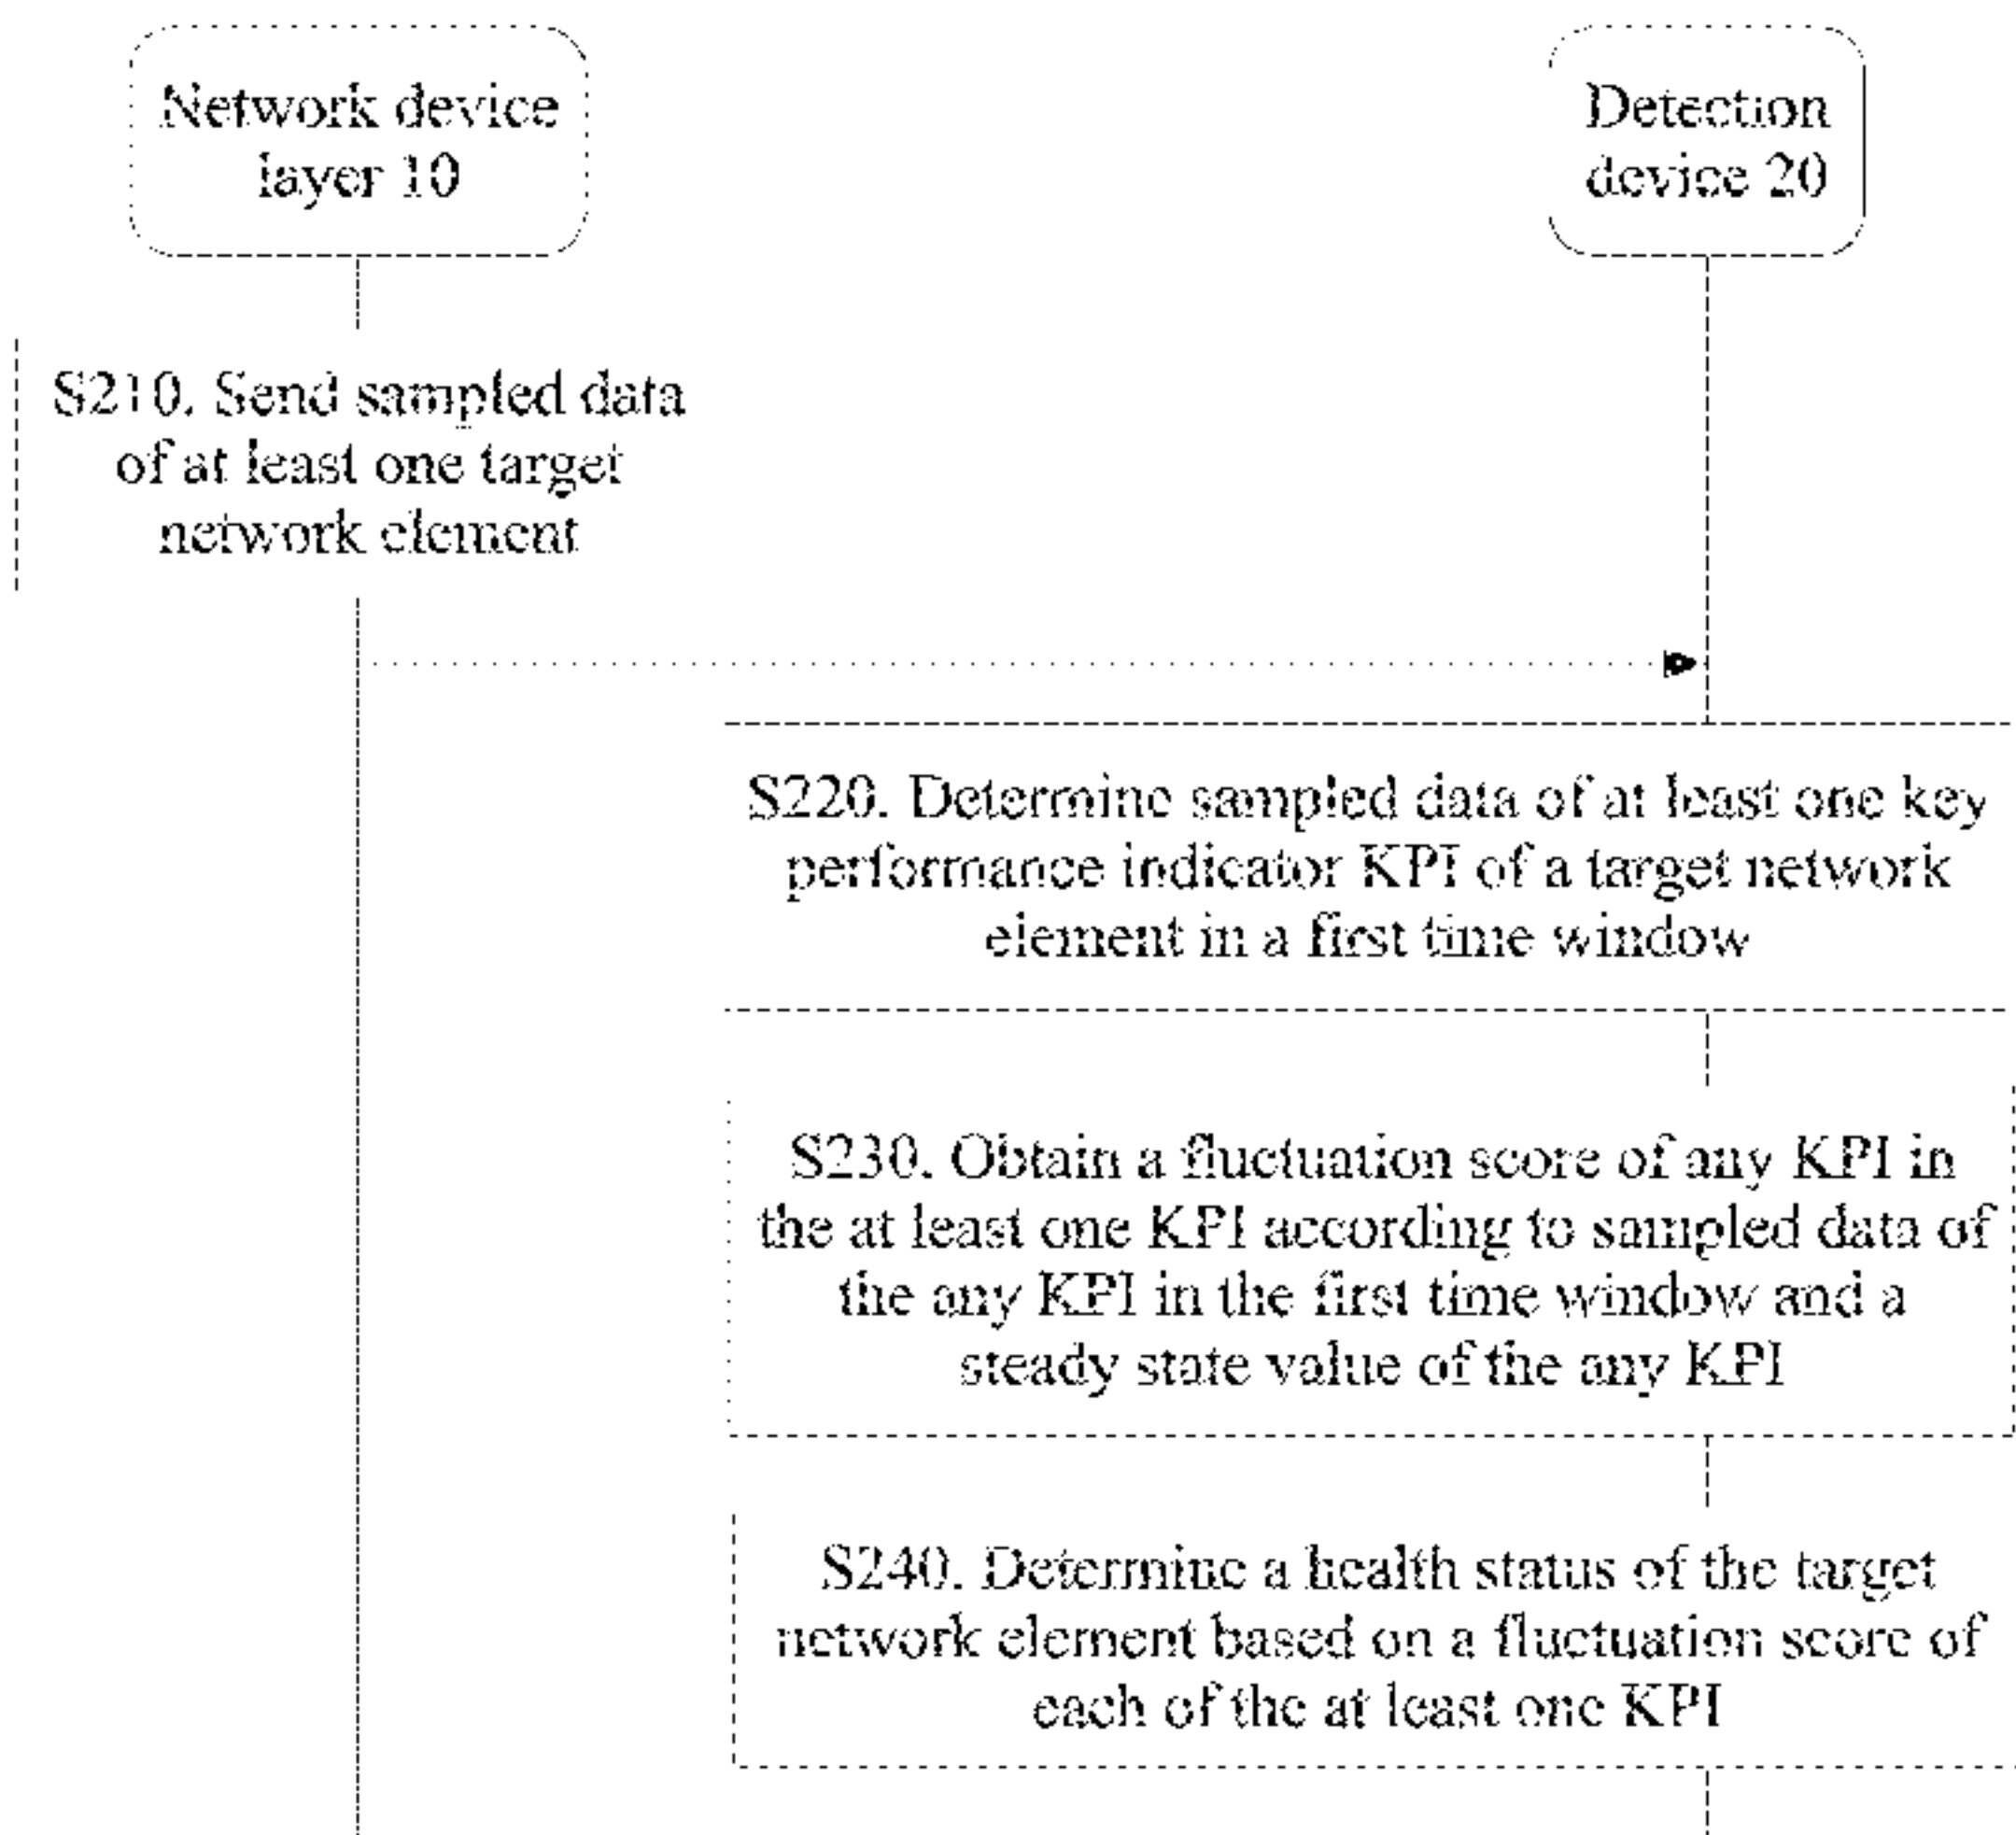 Network device
layer 10
Detection
device 20
S210. Send sampled data
of at least one target
network element
S220. Determine sampled data of at least one key
performance indicator KPI of a target network
element in a first time window
S230. Obtain a fluctuation score of any KPI in
the at least one KPI according to sampled data of
the any KPI in the first time window and a
steady state value of the any KPI
S240. Determine a health status of the target
network element based on a fluctuation score of
each of the at least one KPI